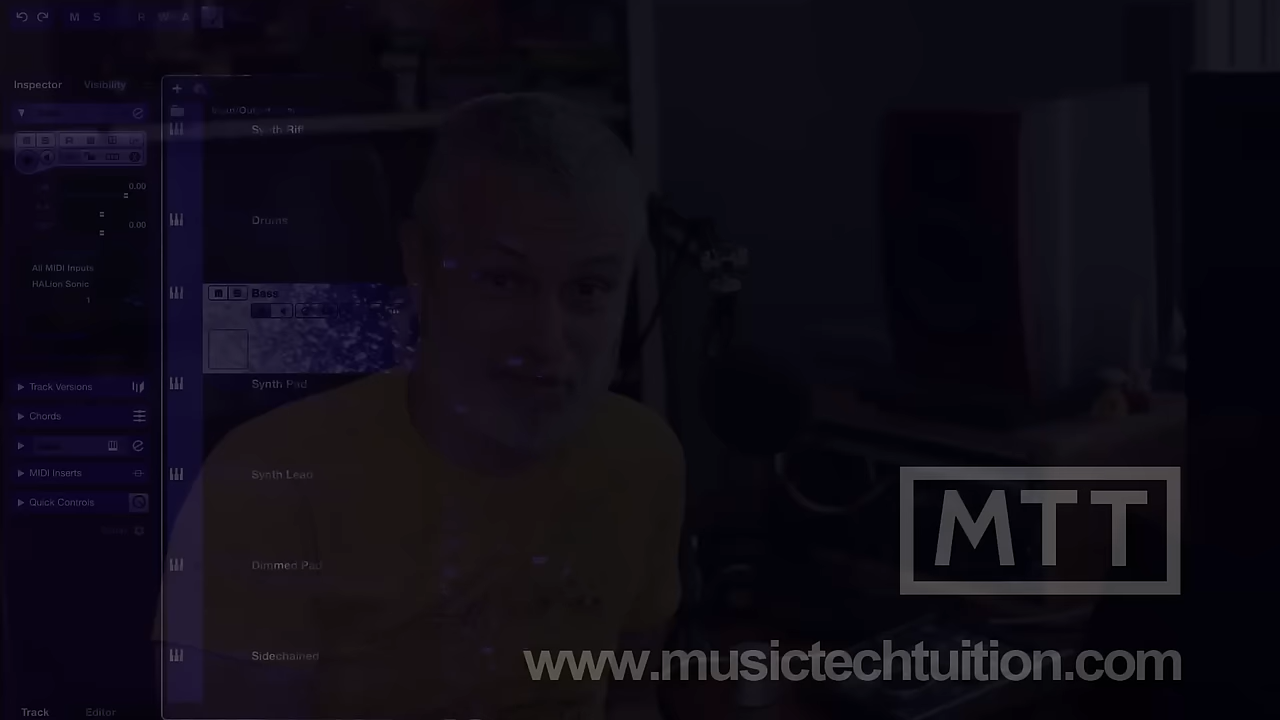 M S R W A
Inspector Visibility
Synth Riff
0.00
Drums
0.00
All MIDI Inputs
HALion Sonic
1
Bass
Track Versions
Synth Pad
Chords
MIDI Inserts
Synth Lead
Quick Controls
MTT
Dimmed Pad
Sidechained
www.musictechtuition.com
Track Editor